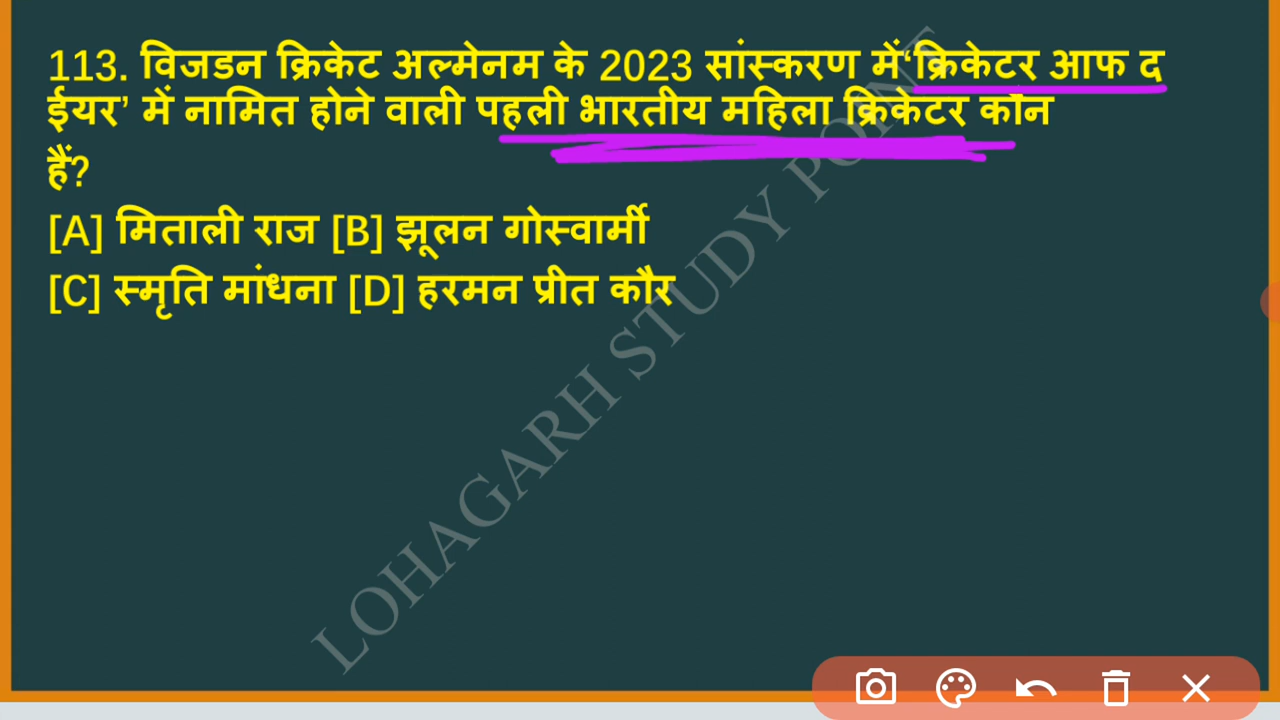 113. विजडन क्रिकेट अल्मेनम के 2023 सांस्करण में‘क्रिकेटर आफ द
ईयर’ में नामित होने वाली पहली भारतीय महिला क्रिकेटर कौन
हैं?
[A] मिताली राज [B] झूलन गोस्वार्मी
[C] स्मृति मांधना [D] हरमन प्रीत कौर
LOHAGARH STUDY POINT